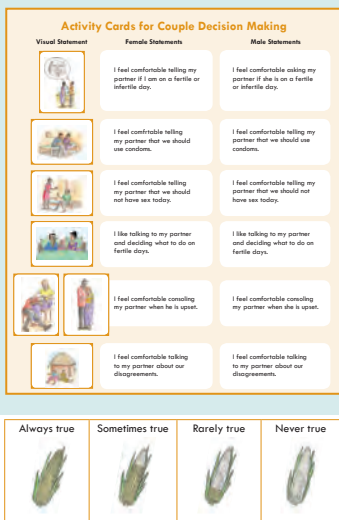 Activity Cards for Couple Decision Making
Visual Statement
Female Statements
Male Statements
I feel comfortable telling my
partner if I am on a fertile or
infertile day.
I feel comfortable asking my
partner if she is on a fertile
or infertile day.
I feel comfrtable telling
my partner that we should
use condoms.
I feel comfortable telling my
partner that we should use
condoms.
I feel comfortable telling
my partner that we should
not have sex today.
I feel comfortable telling my
partner that we should not
have sex today.
I like talking to my partner
and deciding what to do on
fertile days.
I like talking to my partner
and deciding what to do on
fertile days.
I feel comfortable consoling
my partner when he is upset.
I feel comfortable consoling
my partner when she is upset.
I feel comfortable talking
to my partner about our
disagreements.
I feel comfortable talking
to my partner about our
disagreements.
Always true
Sometimes true
Rarely true
Never true